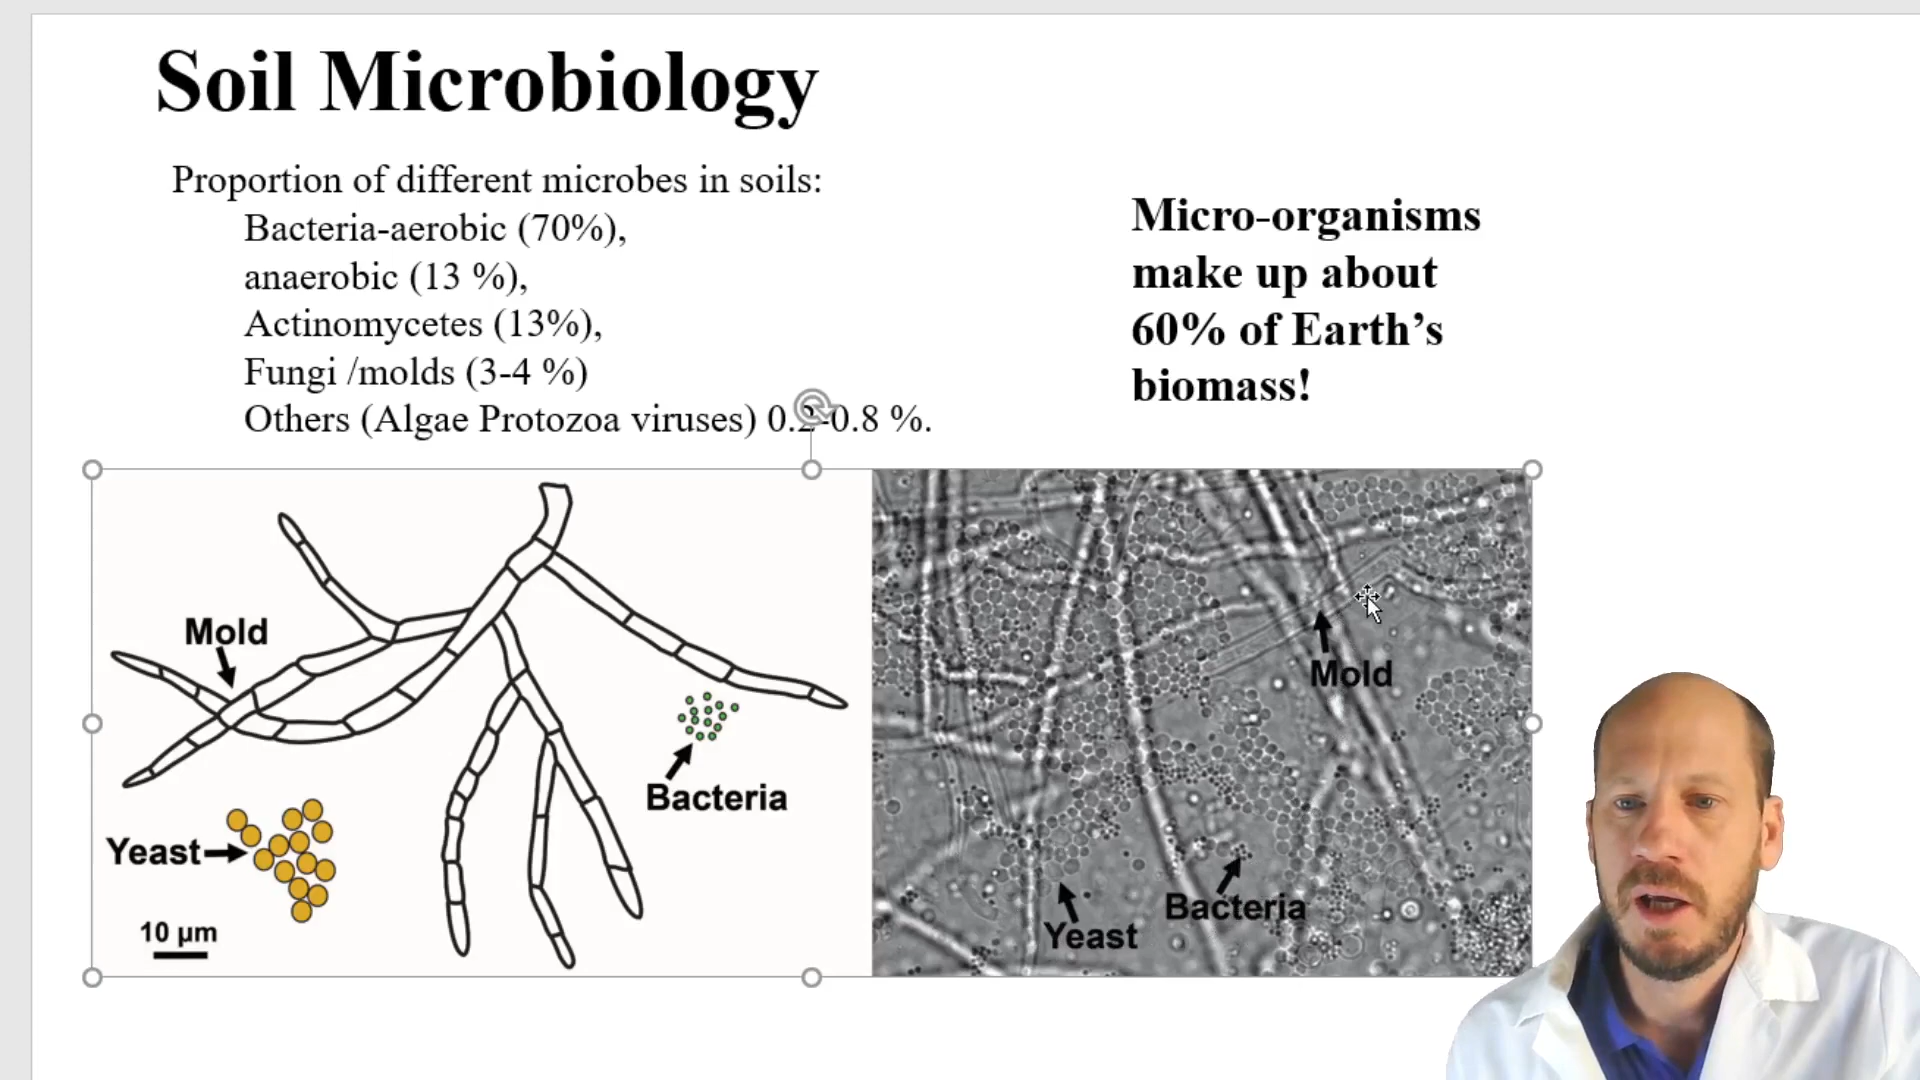 Soil Microbiology
Proportion of different microbes in soils:
Bacteria-aerobic (70%),
anaerobic (13 %),
Actinomycetes (13%),
Fungi /molds (3-4 %)
Others (Algae Protozoa viruses) 0.2-0.8 %.
Micro-organisms
make up about
60% of Earth’s
biomass!
Mold
Bacteria
Yeast
10 µm
Mold
Bacteria
Yeast